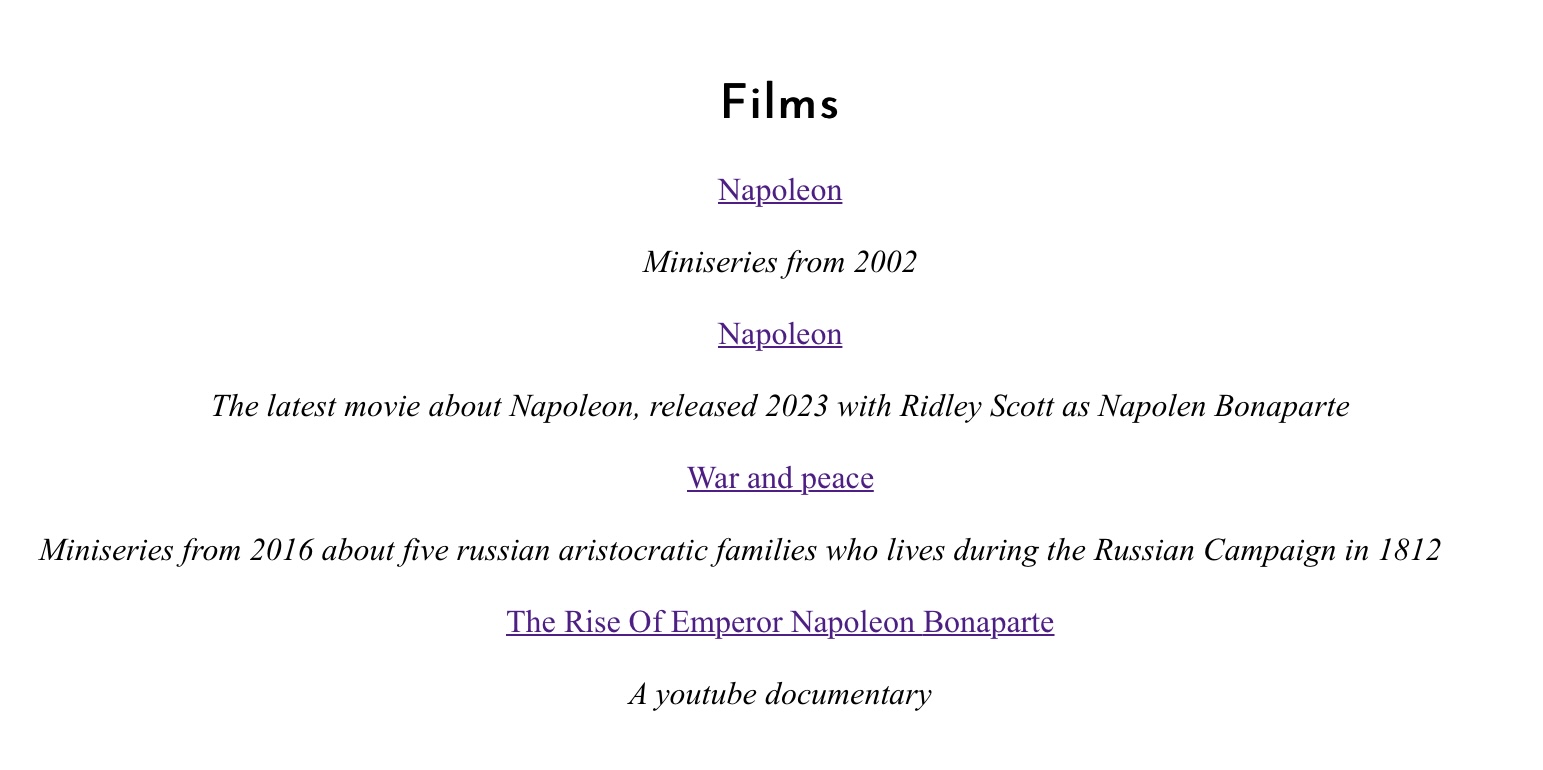 Films
Napoleon
Miniseries from 2002
Napoleon
The latest movie about Napoleon, released 2023 with Ridley Scott as Napolen Bonaparte
War and peace
Miniseries from 2016 about five russian aristocratic families who lives during the Russian Campaign in 1812
The Rise Of Emperor Napoleon Bonaparte
A youtube documentary